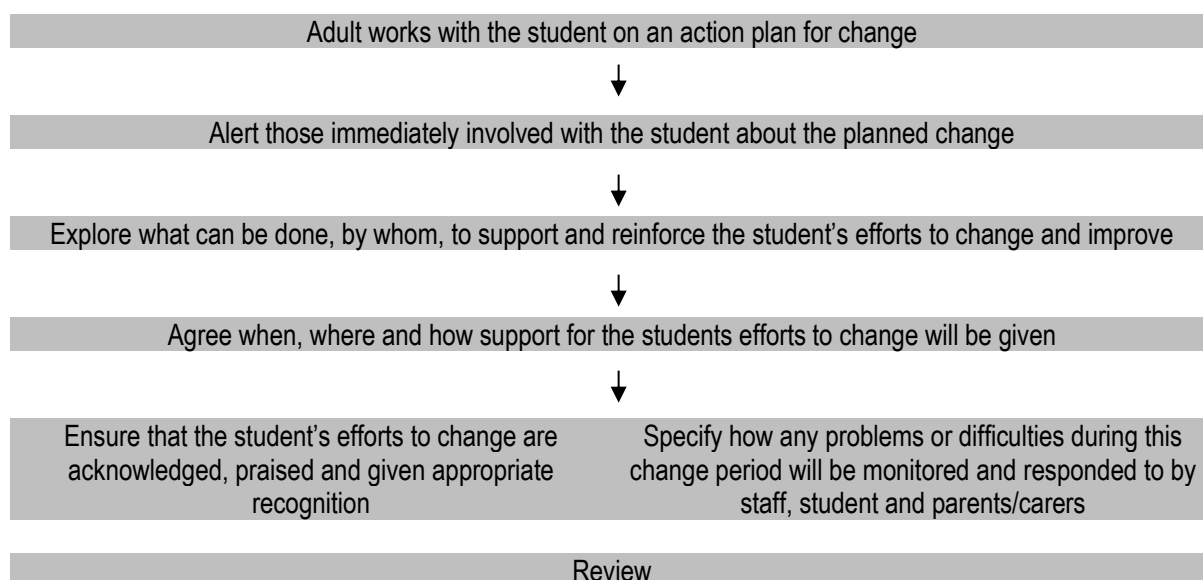 Adult works with the student on an action plan for change
Alert those immediately involved with the student about the planned change
Explore what can be done, by whom, to support and reinforce the student’s efforts to change and improve
Agree when, where and how support for the students efforts to change will be given
Ensure that the student’s efforts to change are
acknowledged, praised and given appropriate
recognition
Specify how any problems or difficulties during this
change period will be monitored and responded to by
staff, student and parents/carers
Review